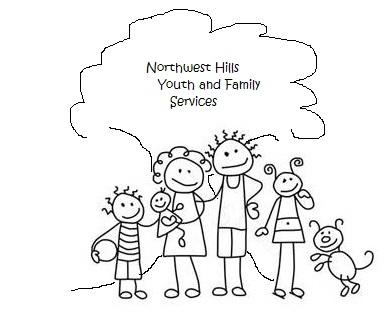 Northwest Hills
Youth and Family
Services